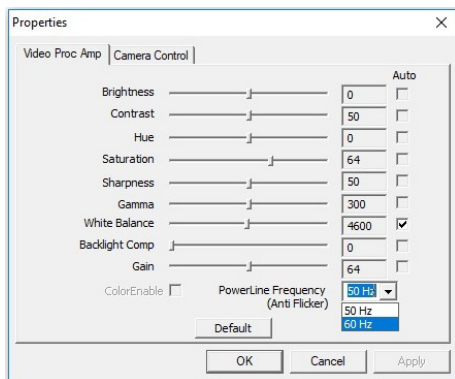 Properties
Video Proc Amp Camera Control
Auto
Brightness 0
Contrast 50
Hue 0
Saturation 64
Sharpness 50
Gamma 300
White Balance 4600
Backlight Comp 0
Gain 64
ColorEnable PowerLine Frequency 50 Hz
(Anti Flicker) 50 Hz
60 Hz
Default
OK Cancel Apply